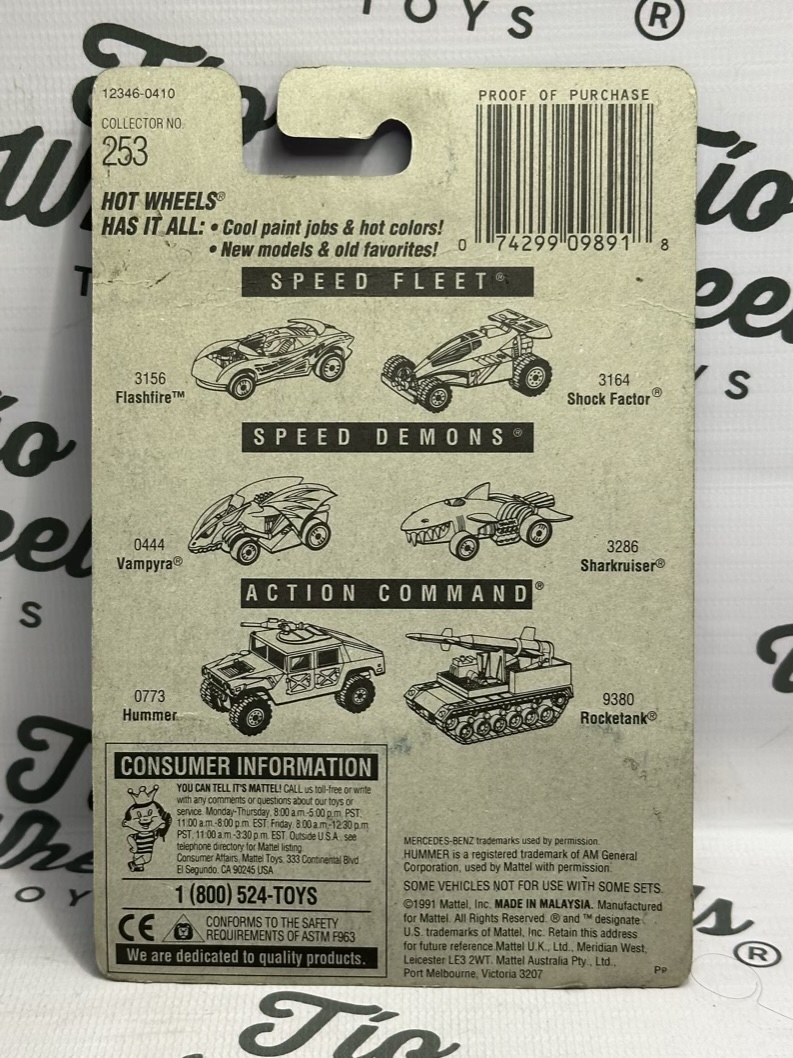 TOYS®
Tío
Wheels
12346-0410
COLLECTOR NO.
253
PROOF OF PURCHASE
0 74299 09891 8
HOT WHEELS®
HAS IT ALL: • Cool paint jobs & hot colors!
• New models & old favorites!
SPEED FLEET®
3156
Flashfire™
3164
Shock Factor®
SPEED DEMONS®
0444
Vampyra®
3286
Sharkruiser®
ACTION COMMAND®
0773
Hummer
9380
Rocketank®
CONSUMER INFORMATION
YOU CAN TELL IT'S MATTEL! CALL us toll-free or write
with any comments or questions about our toys or
service. Monday-Thursday, 8:00 a.m.-5:00 p.m. PST,
11:00 a.m.-8:00 p.m. EST. Friday, 8:00 a.m.-12:30 p.m.
PST, 11:00 a.m.-3:30 p.m. EST. Outside U.S.A., see
telephone directory for Mattel listing.
Consumer Affairs, Mattel Toys, 333 Continental Blvd.
El Segundo, CA 90245 USA
1 (800) 524-TOYS
CE
CONFORMS TO THE SAFETY
REQUIREMENTS OF ASTM F963
We are dedicated to quality products.
MERCEDES-BENZ trademarks used by permission.
HUMMER is a registered trademark of AM General
Corporation, used by Mattel with permission.
SOME VEHICLES NOT FOR USE WITH SOME SETS.
©1991 Mattel, Inc. MADE IN MALAYSIA. Manufactured
for Mattel. All Rights Reserved. ® and ™ designate
U.S. trademarks of Mattel, Inc. Retain this address
for future reference: Mattel U.K., Ltd., Meridian West,
Leicester LE3 2WT. Mattel Australia Pty., Ltd.,
Port Melbourne, Victoria 3207
Pp
Tío